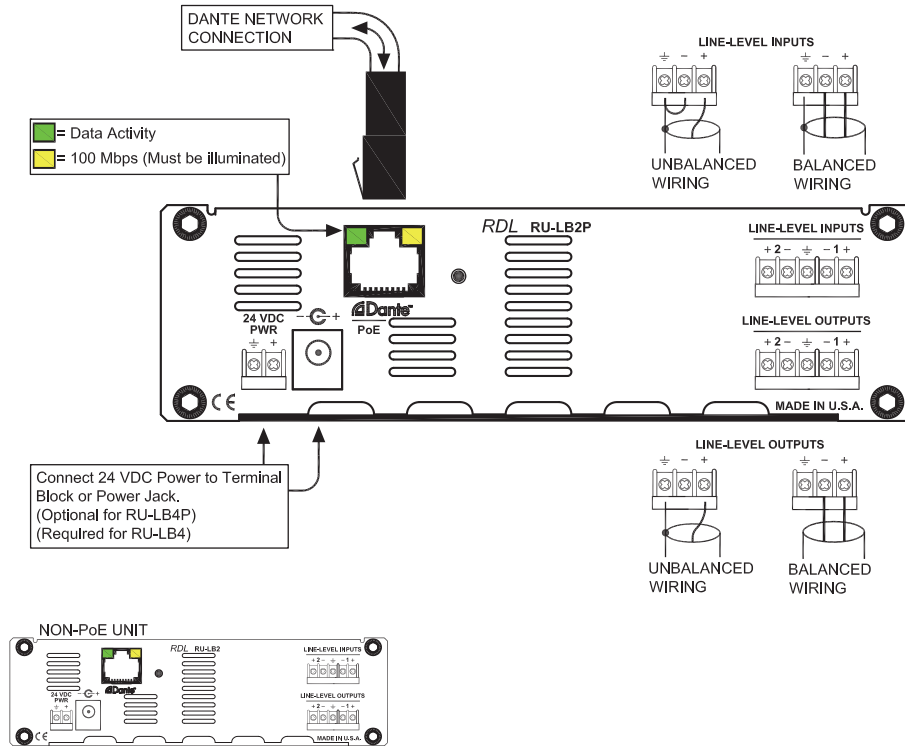 DANTE NETWORK
CONNECTION
= Data Activity
= 100 Mbps (Must be illuminated)
LINE-LEVEL INPUTS
- +
- +
UNBALANCED
WIRING
BALANCED
WIRING
RDL RU-LB2P
LINE-LEVEL INPUTS
+ 2 - - 1 +
Dante™
PoE
24 VDC
PWR
- +
+
LINE-LEVEL OUTPUTS
+ 2 - - 1 +
CE
MADE IN U.S.A.
Connect 24 VDC Power to Terminal
Block or Power Jack.
(Optional for RU-LB4P)
(Required for RU-LB4)
LINE-LEVEL OUTPUTS
- +
- +
UNBALANCED
WIRING
BALANCED
WIRING
NON-PoE UNIT
RDL RU-LB2
LINE-LEVEL INPUTS
+ 2 - - 1 +
Dante
24 VDC
PWR
- +
+
LINE-LEVEL OUTPUTS
+ 2 - - 1 +
CE
MADE IN U.S.A.